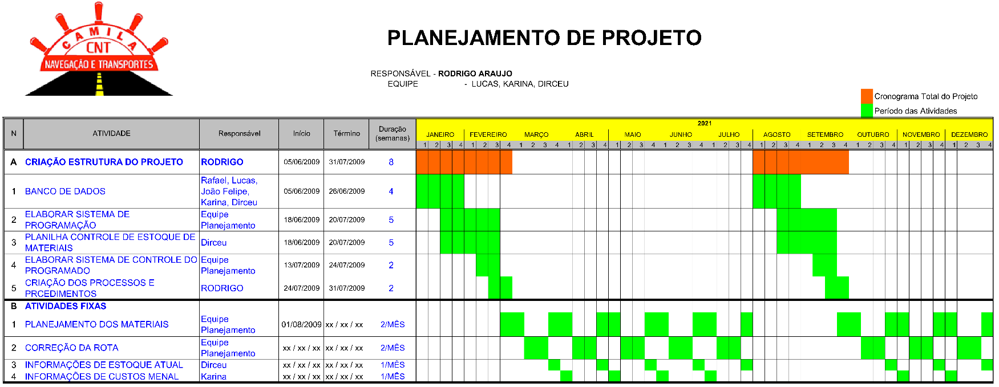 CAMILA
CNT
NAVEGAÇÃO E TRANSPORTES
PLANEJAMENTO DE PROJETO
RESPONSÁVEL - RODRIGO ARAUJO
EQUIPE - LUCAS, KARINA, DIRCEU
Cronograma Total do Projeto
Período das Atividades
N ATIVIDADE Responsável Início Término Duração (semanas) 2021
JANEIRO FEVEREIRO MARÇO ABRIL MAIO JUNHO JULHO AGOSTO SETEMBRO OUTUBRO NOVEMBRO DEZEMBRO
1 2 3 4 1 2 3 4 1 2 3 4 1 2 3 4 1 2 3 4 1 2 3 4 1 2 3 4 1 2 3 4 1 2 3 4 1 2 3 4 1 2 3 4 1 2 3 4
A CRIAÇÃO ESTRUTURA DO PROJETO RODRIGO 05/06/2009 31/07/2009 8
1 BANCO DE DADOS Rafael, Lucas, João Felipe, Karina, Dirceu 05/06/2009 26/06/2009 4
2 ELABORAR SISTEMA DE PROGRAMAÇÃO Equipe Planejamento 18/06/2009 20/07/2009 5
3 PLANILHA CONTROLE DE ESTOQUE DE MATERIAIS Dirceu 18/06/2009 20/07/2009 5
4 ELABORAR SISTEMA DE CONTROLE DO PROGRAMADO Equipe Planejamento 13/07/2009 24/07/2009 2
5 CRIAÇÃO DOS PROCESSOS E PRCEDIMENTOS RODRIGO 24/07/2009 31/07/2009 2
B ATIVIDADES FIXAS
1 PLANEJAMENTO DOS MATERIAIS Equipe Planejamento 01/08/2009 xx / xx / xx 2/MÊS
2 CORREÇÃO DA ROTA Equipe Planejamento xx / xx / xx xx / xx / xx 2/MÊS
3 INFORMAÇÕES DE ESTOQUE ATUAL Dirceu xx / xx / xx xx / xx / xx 1/MÊS
4 INFORMAÇÕES DE CUSTOS MENAL Karina xx / xx / xx xx / xx / xx 1/MÊS